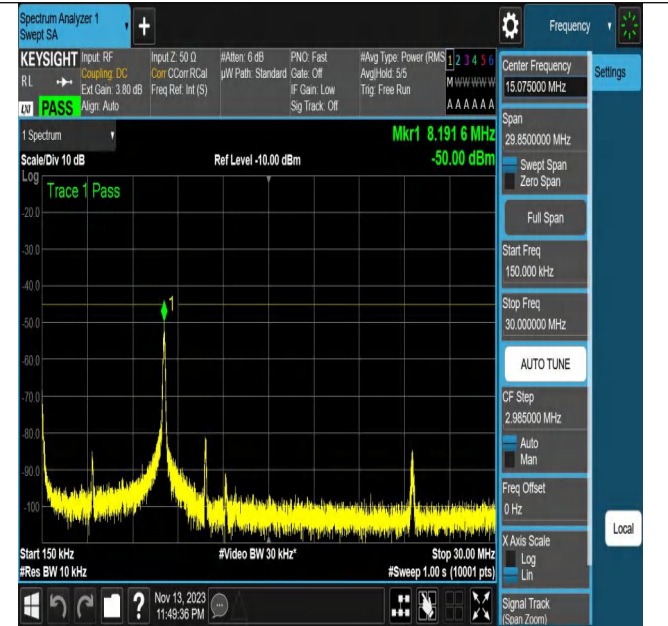 Spectrum Analyzer 1
Swept SA
+
Frequency
KEYSIGHT
RL
LXI PASS
Input: RF
Coupling: DC
Ext Gain: 3.80 dB
Align: Auto
Input Z: 50 Ω
Corr CCorr RCal
Freq Ref: Int (S)
#Atten: 6 dB
µW Path: Standard
PNO: Fast
Gate: Off
IF Gain: Low
Sig Track: Off
#Avg Type: Power (RMS
Avg|Hold: 5/5
Trig: Free Run
1 2 3 4 5 6
M W W W W W
A A A A A A
1 Spectrum
Mkr1 8.191 6 MHz
Scale/Div 10 dB
Ref Level -10.00 dBm
-50.00 dBm
Log
Trace 1 Pass
1
-20.0
-30.0
-40.0
-50.0
-60.0
-70.0
-80.0
-90.0
-100
Start 150 kHz
#Video BW 30 kHz*
Stop 30.00 MHz
#Res BW 10 kHz
#Sweep 1.00 s (10001 pts)
?
Nov 13, 2023
11:49:36 PM
Center Frequency
15.075000 MHz
Settings
Span
29.8500000 MHz
Swept Span
Zero Span
Full Span
Start Freq
150.000 kHz
Stop Freq
30.000000 MHz
AUTO TUNE
CF Step
2.985000 MHz
Auto
Man
Freq Offset
0 Hz
X Axis Scale
Log
Lin
Local
Signal Track
(Span Zoom)